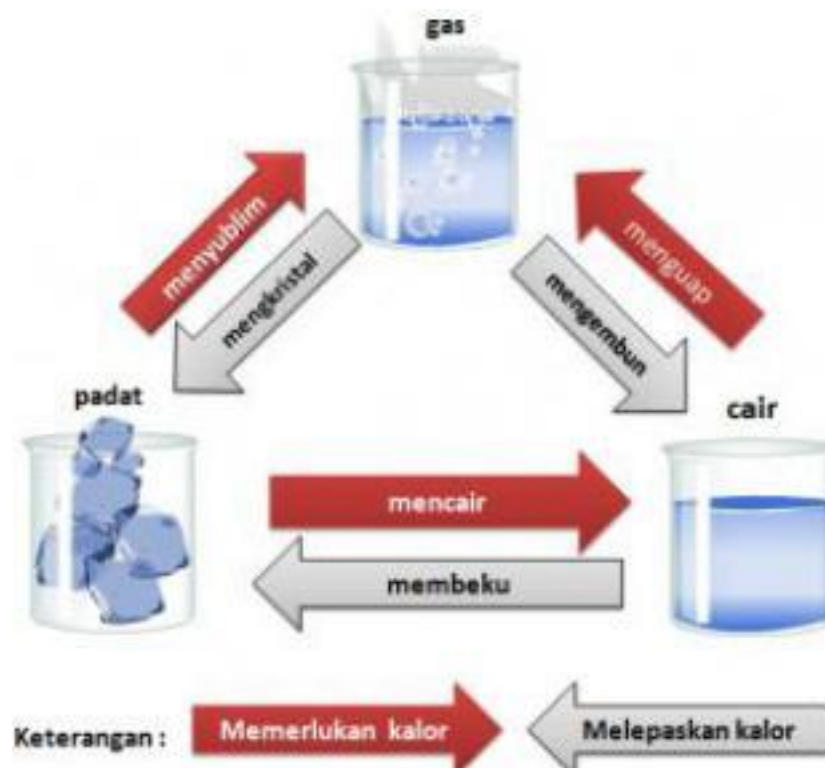 gas
menyublim
mengkristal
menguap
mengembun
padat
cair
mencair
membeku
Keterangan :
Memerlukan kalor
Melepaskan kalor